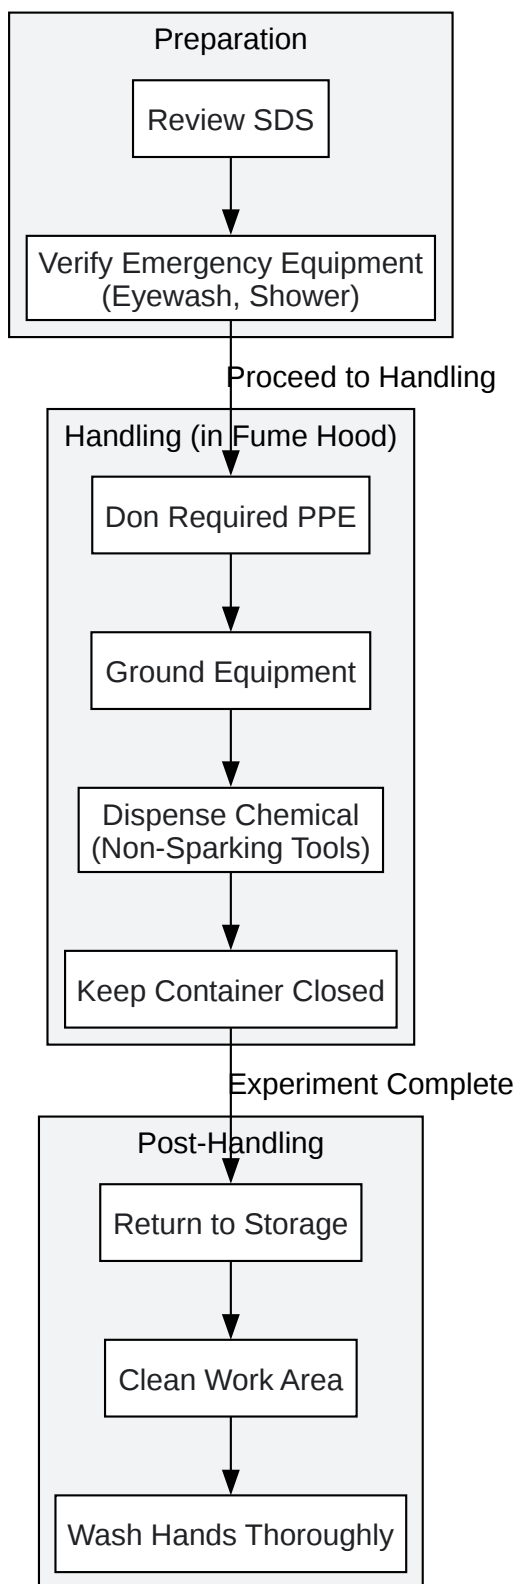 Preparation
Review SDS
Verify Emergency Equipment
(Eyewash, Shower)
Proceed to Handling
Handling (in Fume Hood)
Don Required PPE
Ground Equipment
Dispense Chemical
(Non-Sparking Tools)
Keep Container Closed
Experiment Complete
Post-Handling
Return to Storage
Clean Work Area
Wash Hands Thoroughly